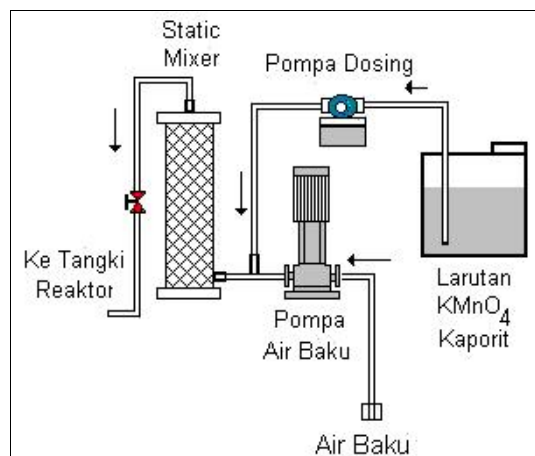 Static
Mixer
Pompa Dosing
Ke Tangki
Reaktor
Pompa
Air Baku
Larutan
KMnO4
Kaporit
Air Baku